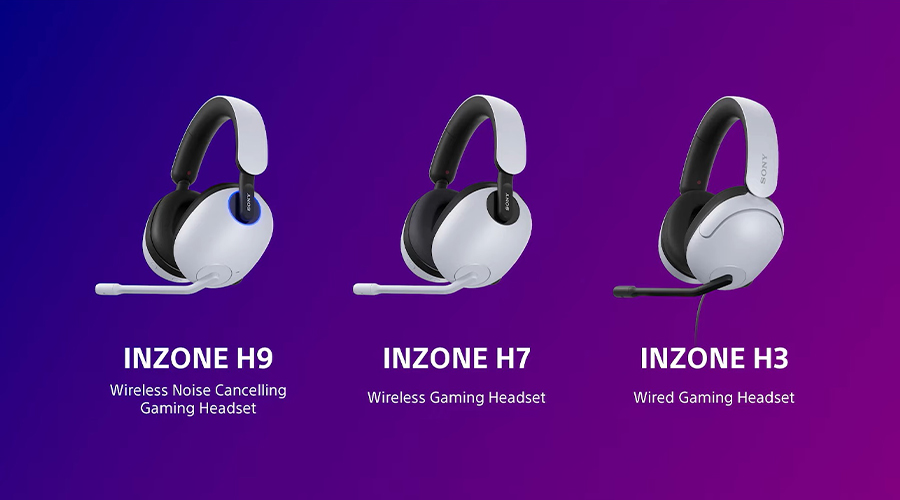 SONY
SONY
SONY
INZONE H9
Wireless Noise Cancelling
Gaming Headset
INZONE H7
Wireless Gaming Headset
INZONE H3
Wired Gaming Headset